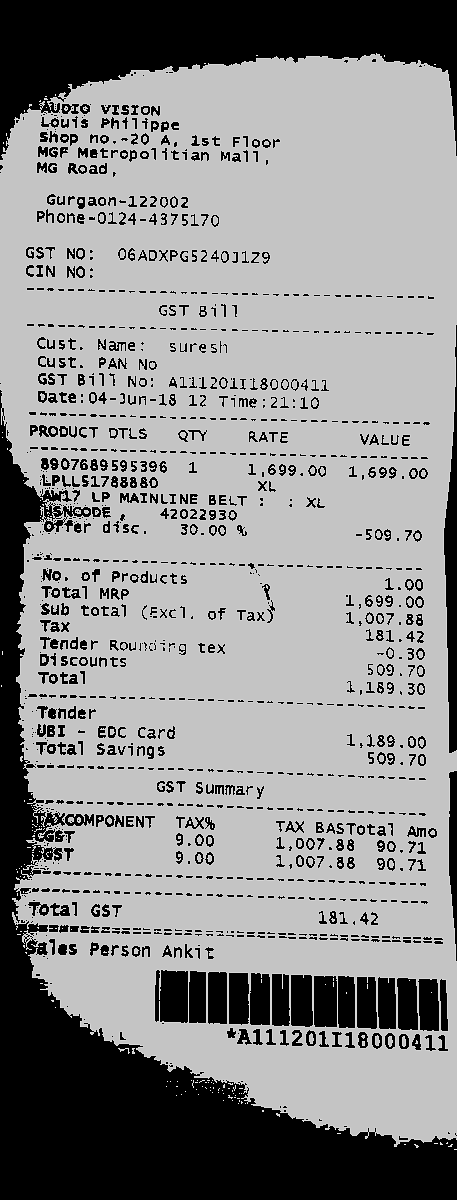 AUDIO VISION
Louis Philippe
Shop no.-20 A, 1st Floor
MGF Metropolitian Mall,
MG Road,
Gurgaon-122002
Phone-0124-4375170
GST NO: 06ADXPG5240J1Z9
CIN NO:
GST Bill
Cust. Name: suresh
Cust. PAN No
GST Bill No: A111201I18000411
Date:04-Jun-18 12 Time:21:10
PRODUCT DTLS QTY RATE VALUE
8907689595396 1 1,699.00 1,699.00
LPLLS1788880 XL
AW17 LP MAINLINE BELT : : XL
HSNCODE , 42022930
Offer disc. 30.00 % -509.70
No. of Products 1.00
Total MRP 1,699.00
Sub total (Excl. of Tax) 1,007.88
Tax 181.42
Tender Rounding tex -0.30
Discounts 509.70
Total 1,189.30
Tender
UBI - EDC Card 1,189.00
Total Savings 509.70
GST Summary
TAXCOMPONENT TAX% TAX BASTotal Amo
CGST 9.00 1,007.88 90.71
SGST 9.00 1,007.88 90.71
Total GST 181.42
Sales Person Ankit
*A111201I18000411